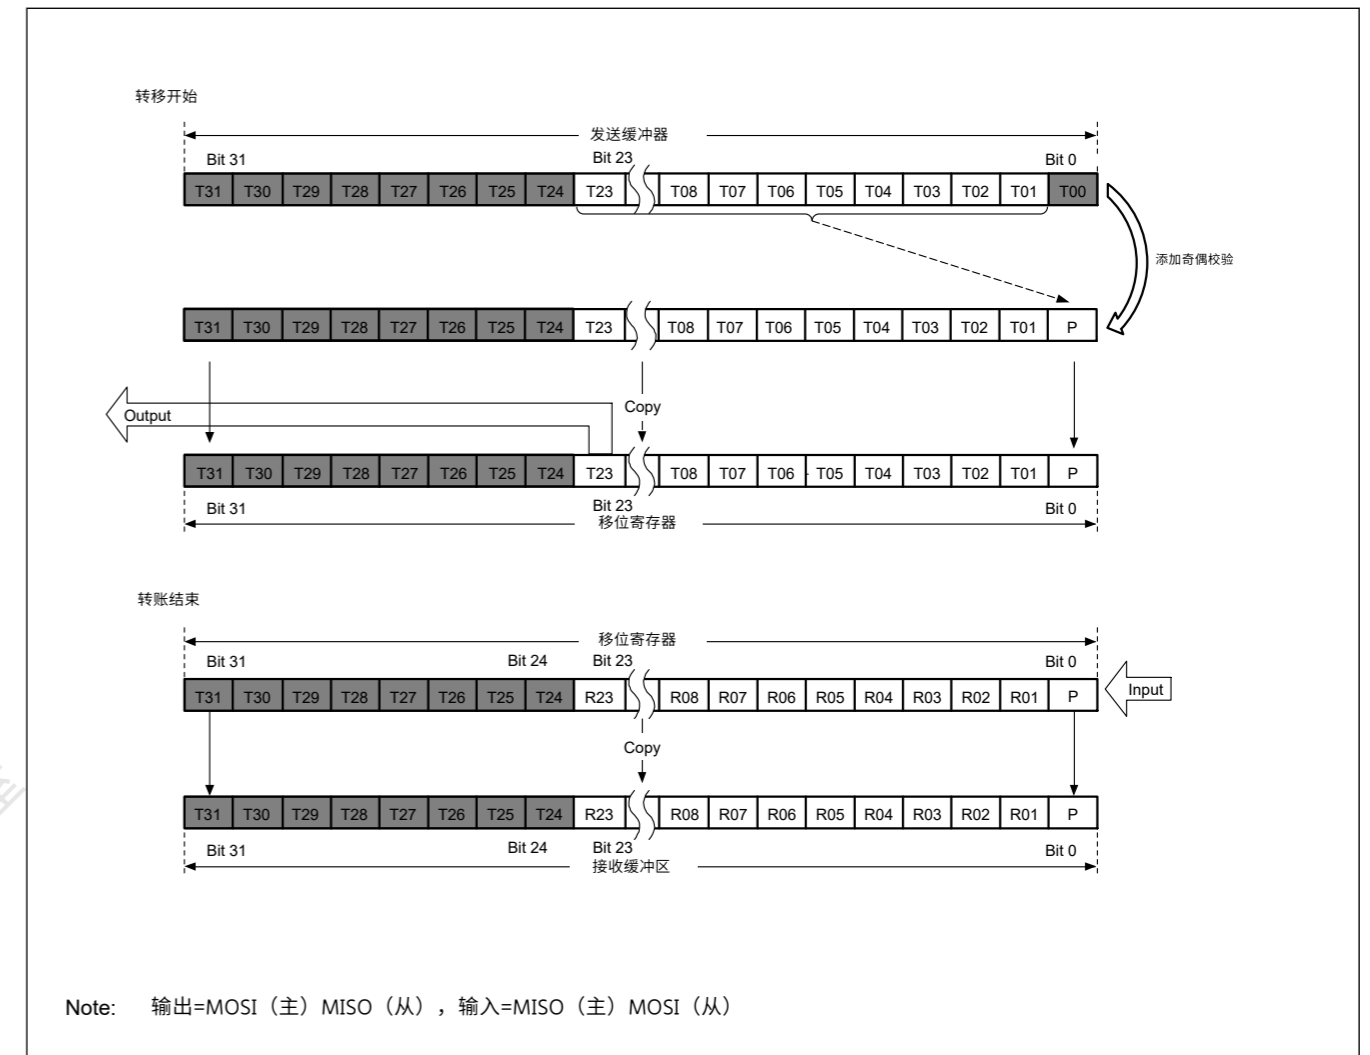 转移开始
发送缓冲器
Bit 31 Bit 23 Bit 0
T31 T30 T29 T28 T27 T26 T25 T24 T23 T08 T07 T06 T05 T04 T03 T02 T01 T00
添加奇偶校验
T31 T30 T29 T28 T27 T26 T25 T24 T23 T08 T07 T06 T05 T04 T03 T02 T01 P
Output Copy
T31 T30 T29 T28 T27 T26 T25 T24 T23 T08 T07 T06 T05 T04 T03 T02 T01 P
Bit 31 Bit 23 Bit 0
移位寄存器
转账结束
移位寄存器
Bit 31 Bit 24 Bit 23 Bit 0
T31 T30 T29 T28 T27 T26 T25 T24 R23 R08 R07 R06 R05 R04 R03 R02 R01 P
Input
Copy
T31 T30 T29 T28 T27 T26 T25 T24 R23 R08 R07 R06 R05 R04 R03 R02 R01 P
Bit 31 Bit 24 Bit 23 Bit 0
接收缓冲区
Note: 输出=MOSI（主）MISO（从），输入=MISO（主）MOSI（从）